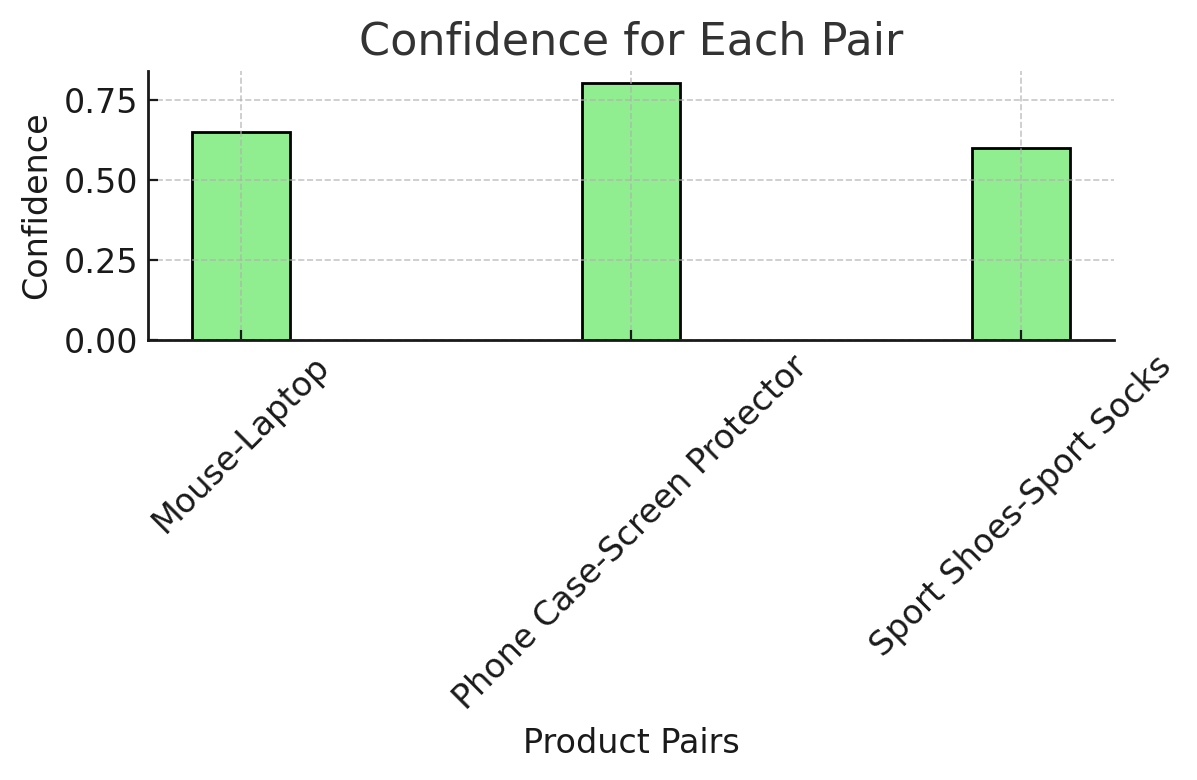 Confidence for Each Pair
Confidence
0.75
0.50
0.25
0.00
Mouse-Laptop
Phone Case-Screen Protector
Sport Shoes-Sport Socks
Product Pairs